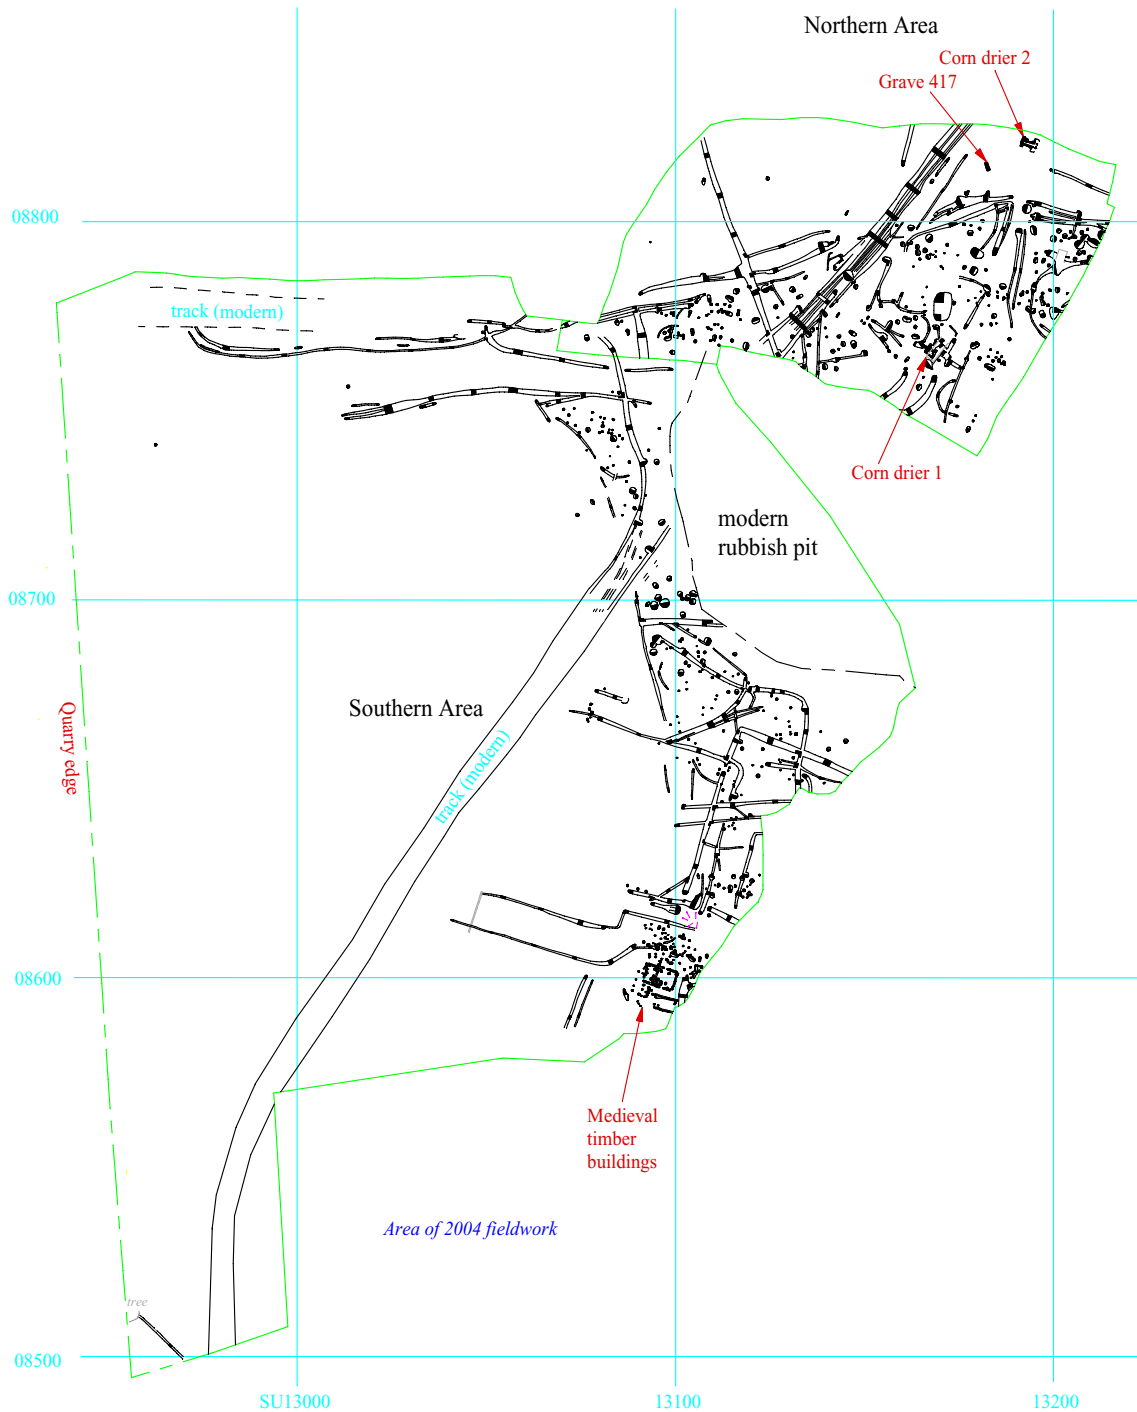 Northern Area
Corn drier 2
Grave 417
08800
track (modern)
Corn drier 1
modern
rubbish pit
08700
Southern Area
Quarry edge
track (modern)
08600
Medieval
timber
buildings
Area of 2004 fieldwork
tree
08500
SU13000
13100
13200